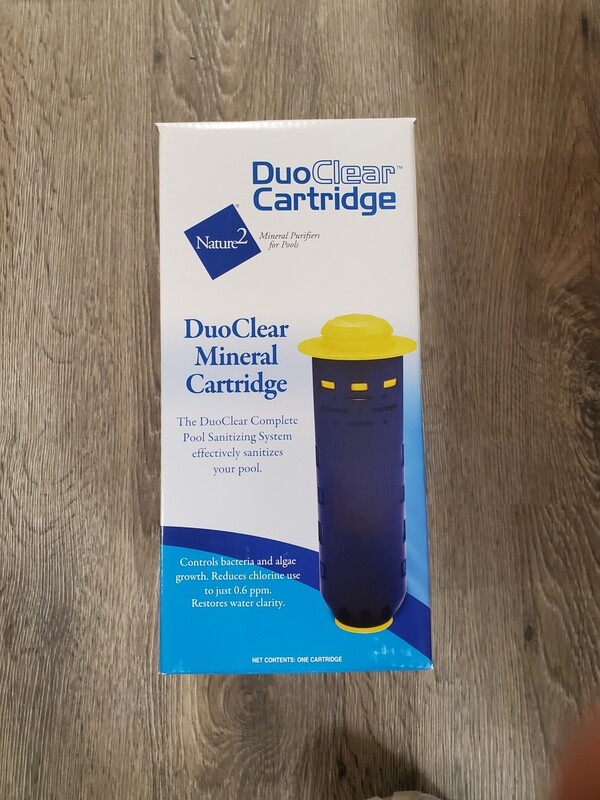 DuoClear™
Cartridge
Nature2®
Mineral Purifiers
for Pools
DuoClear
Mineral
Cartridge
The DuoClear Complete
Pool Sanitizing System
effectively sanitizes
your pool.
Controls bacteria and algae
growth. Reduces chlorine use
to just 0.6 ppm.
Restores water clarity.
NET CONTENTS: ONE CARTRIDGE